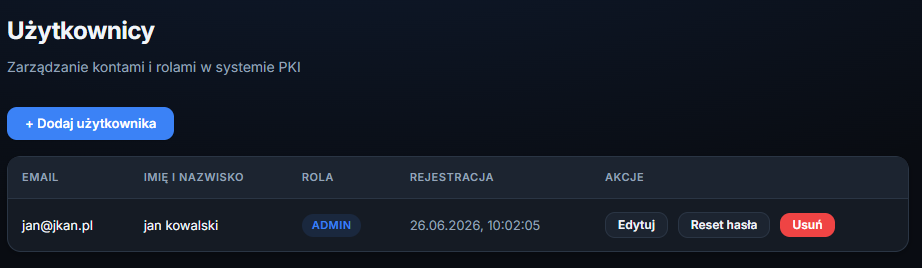 Użytkownicy
Zarządzanie kontami i rolami w systemie PKI
+ Dodaj użytkownika
EMAIL IMIĘ I NAZWISKO ROLA REJESTRACJA AKCJE
jan@jkan.pl jan kowalski ADMIN 26.06.2026, 10:02:05 Edytuj Reset hasła Usuń